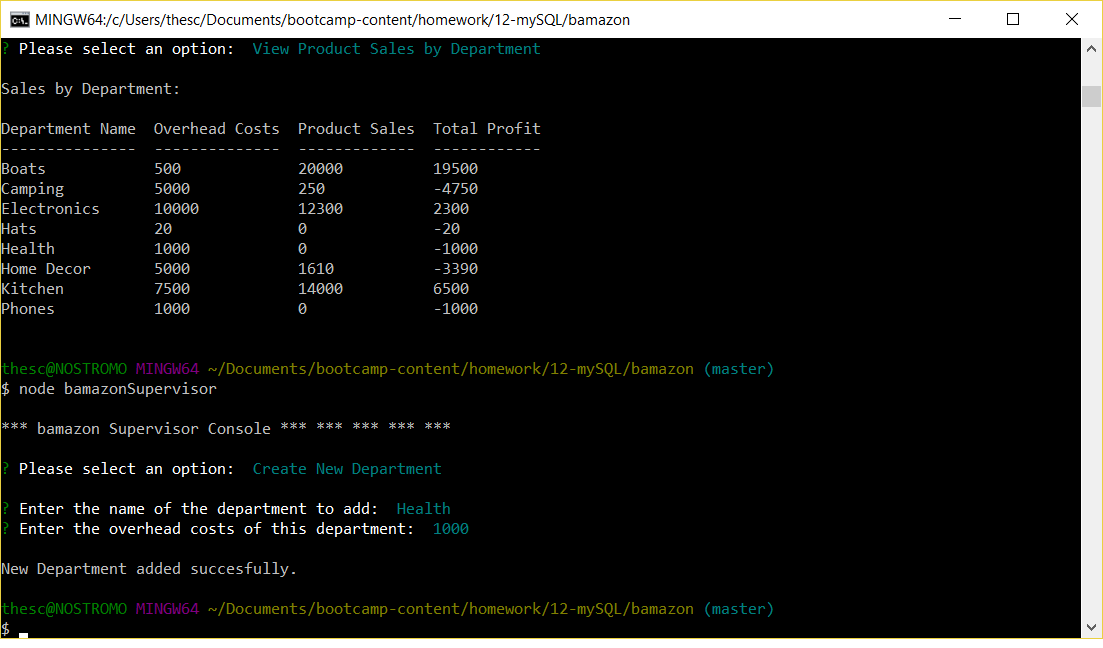 MINGW64:/c/Users/thesc/Documents/bootcamp-content/homework/12-mySQL/bamazon
? Please select an option:  View Product Sales by Department
Sales by Department:
Department Name  Overhead Costs  Product Sales  Total Profit
---------------  --------------  -------------  ------------
Boats            500             20000          19500
Camping          5000            250            -4750
Electronics      10000           12300          2300
Hats             20              0              -20
Health           1000            0              -1000
Home Decor       5000            1610           -3390
Kitchen          7500            14000          6500
Phones           1000            0              -1000
thesc@NOSTROMO MINGW64 ~/Documents/bootcamp-content/homework/12-mySQL/bamazon (master)
$ node bamazonSupervisor
*** bamazon Supervisor Console *** *** *** *** ***
? Please select an option:  Create New Department
? Enter the name of the department to add:  Health
? Enter the overhead costs of this department:  1000
New Department added succesfully.
thesc@NOSTROMO MINGW64 ~/Documents/bootcamp-content/homework/12-mySQL/bamazon (master)
$